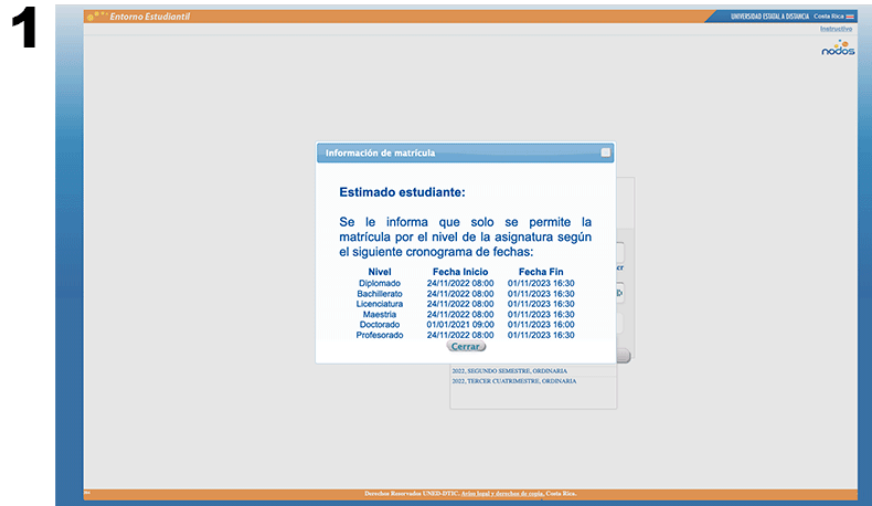 1
Entorno Estudiantil
UNIVERSIDAD ESTATAL A DISTANCIA Costa Rica
Instructivo
nodos
Información de matrícula
Estimado estudiante:
Se le informa que solo se permite la
matrícula por el nivel de la asignatura según
el siguiente cronograma de fechas:
Nivel Fecha Inicio Fecha Fin
Diplomado 24/11/2022 08:00 01/11/2023 16:30
Bachillerato 24/11/2022 08:00 01/11/2023 16:30
Licenciatura 24/11/2022 08:00 01/11/2023 16:30
Maestria 24/11/2022 08:00 01/11/2023 16:30
Doctorado 01/01/2021 09:00 01/11/2023 16:00
Profesorado 24/11/2022 08:00 01/11/2023 16:30
Cerrar
2022, SEGUNDO SEMESTRE, ORDINARIA
2022, TERCER CUATRIMESTRE, ORDINARIA
Derechos Reservados UNED-DTIC. Aviso legal y derechos de copia, Costa Rica.